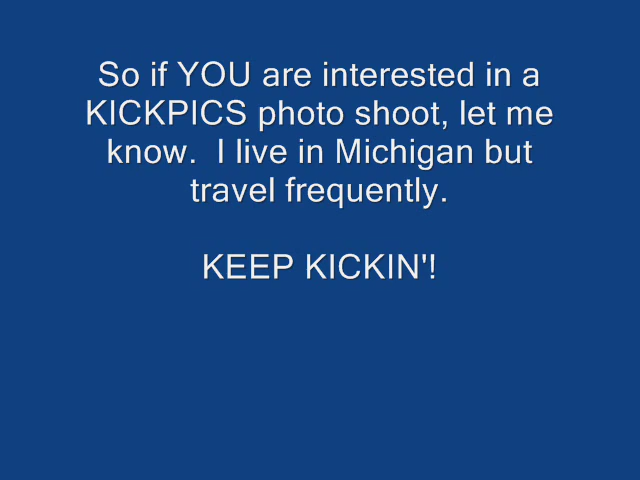 So if YOU are interested in a
KICKPICS photo shoot, let me
know.  I live in Michigan but
travel frequently.
KEEP KICKIN'!